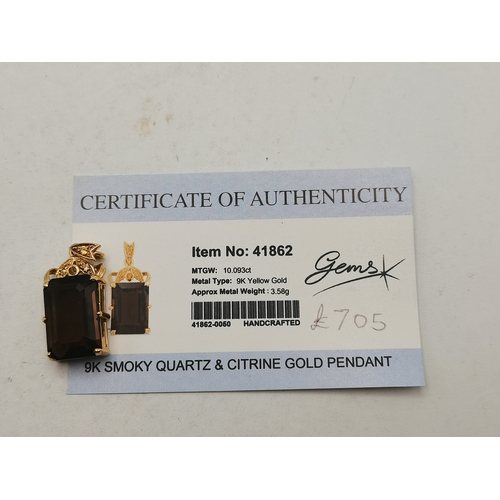 CERTIFICATE OF AUTHENTICITY
Item No: 41862
MTGW: 10.093ct
Metal Type: 9K Yellow Gold
Approx Metal Weight : 3.58g
41862-0050 HANDCRAFTED
Gems
£705
9K SMOKY QUARTZ & CITRINE GOLD PENDANT